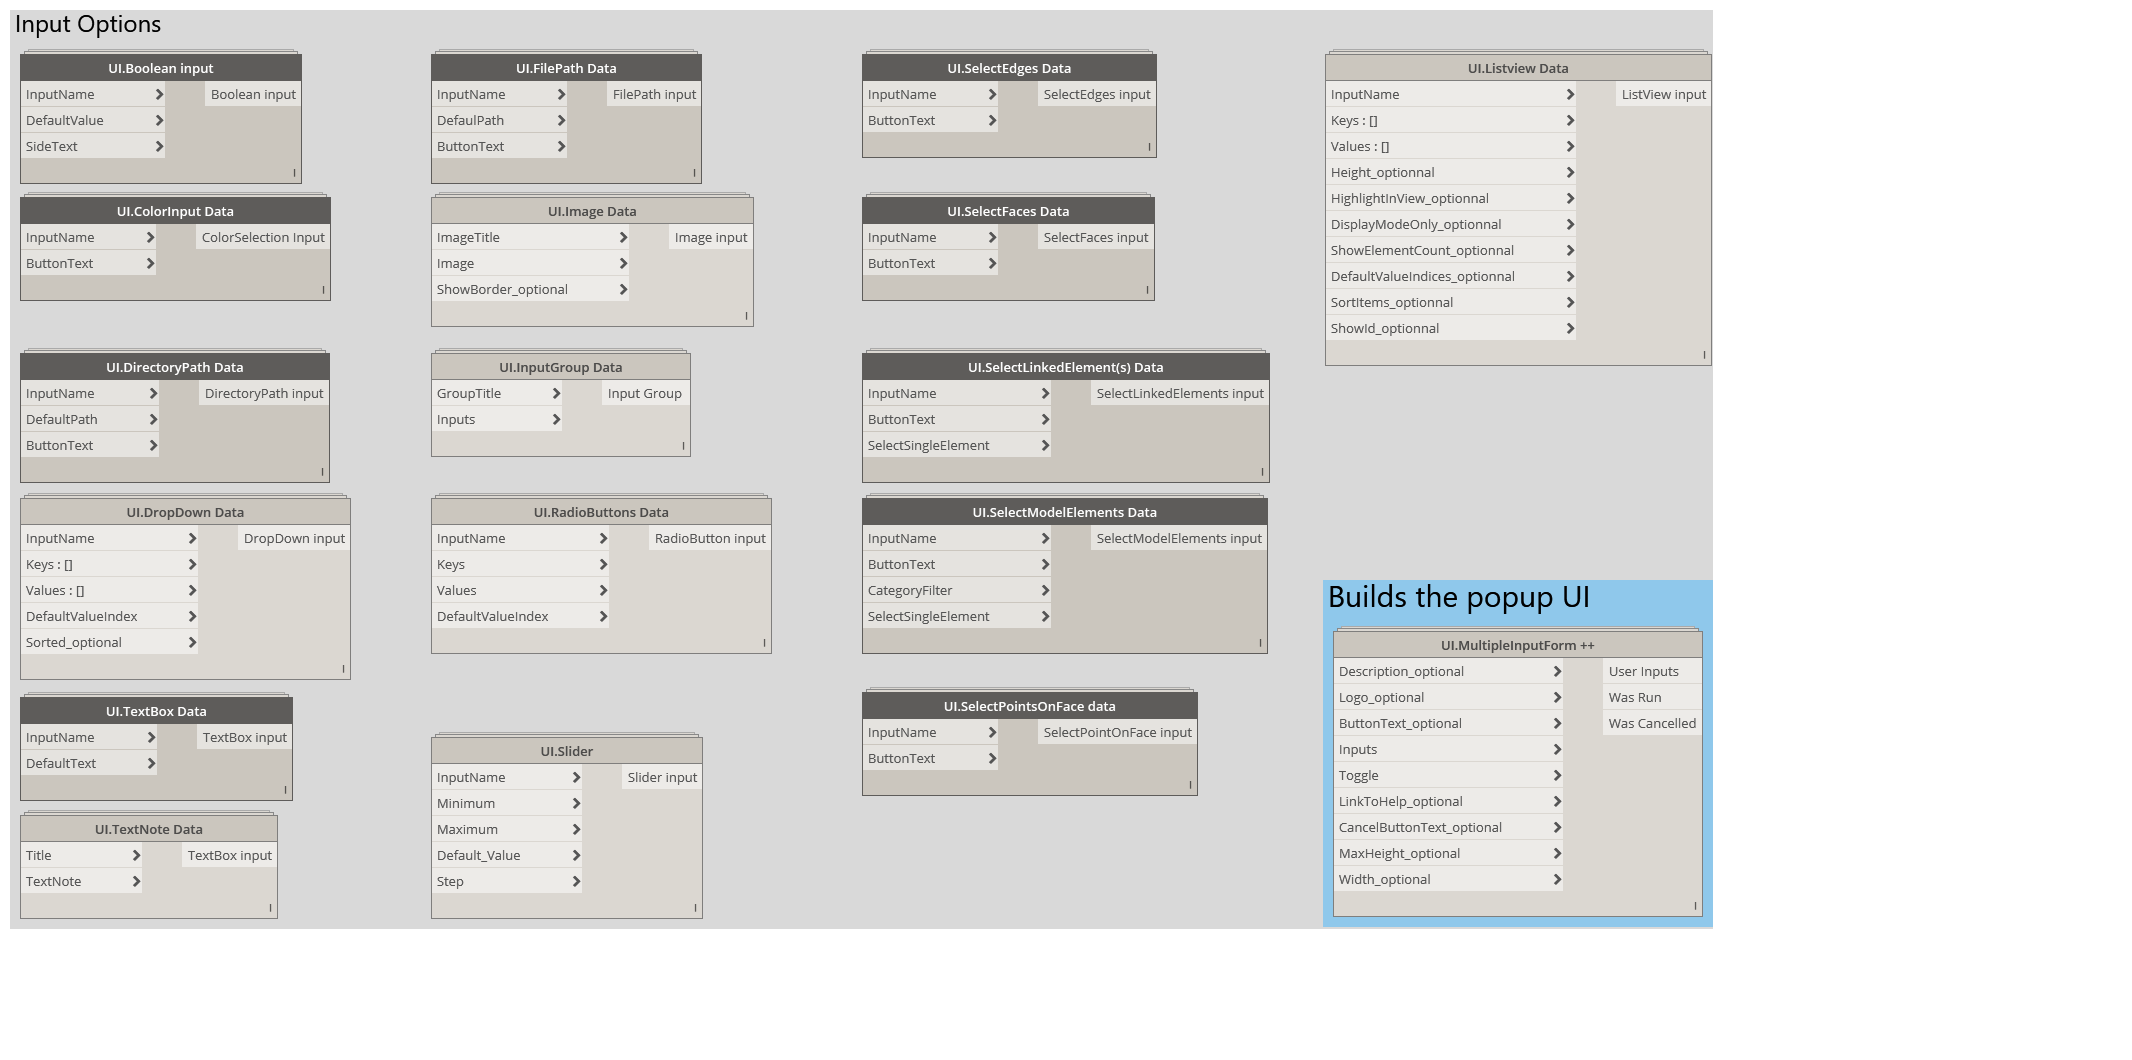 Input Options
UI.Boolean input
InputName
Boolean input
DefaultValue
SideText
UI.ColorInput Data
InputName
ColorSelection Input
ButtonText
UI.DirectoryPath Data
InputName
DirectoryPath input
DefaultPath
ButtonText
UI.DropDown Data
InputName
DropDown input
Keys : []
Values : []
DefaultValueIndex
Sorted_optional
UI.TextBox Data
InputName
TextBox input
DefaultText
UI.TextNote Data
Title
TextBox input
TextNote
UI.FilePath Data
InputName
FilePath input
DefaulPath
ButtonText
UI.Image Data
ImageTitle
Image input
Image
ShowBorder_optional
UI.InputGroup Data
GroupTitle
Input Group
Inputs
UI.RadioButtons Data
InputName
RadioButton input
Keys
Values
DefaultValueIndex
UI.Slider
InputName
Slider input
Minimum
Maximum
Default_Value
Step
UI.SelectEdges Data
InputName
SelectEdges input
ButtonText
UI.SelectFaces Data
InputName
SelectFaces input
ButtonText
UI.SelectLinkedElement(s) Data
InputName
SelectLinkedElements input
ButtonText
SelectSingleElement
UI.SelectModelElements Data
InputName
SelectModelElements input
ButtonText
CategoryFilter
SelectSingleElement
UI.SelectPointsOnFace data
InputName
SelectPointOnFace input
ButtonText
UI.Listview Data
InputName
ListView input
Keys : []
Values : []
Height_optionnal
HighlightInView_optionnal
DisplayModeOnly_optionnal
ShowElementCount_optionnal
DefaultValueIndices_optionnal
SortItems_optionnal
ShowId_optionnal
Builds the popup UI
UI.MultipleInputForm ++
Description_optional
User Inputs
Logo_optional
Was Run
ButtonText_optional
Was Cancelled
Inputs
Toggle
LinkToHelp_optional
CancelButtonText_optional
MaxHeight_optional
Width_optional